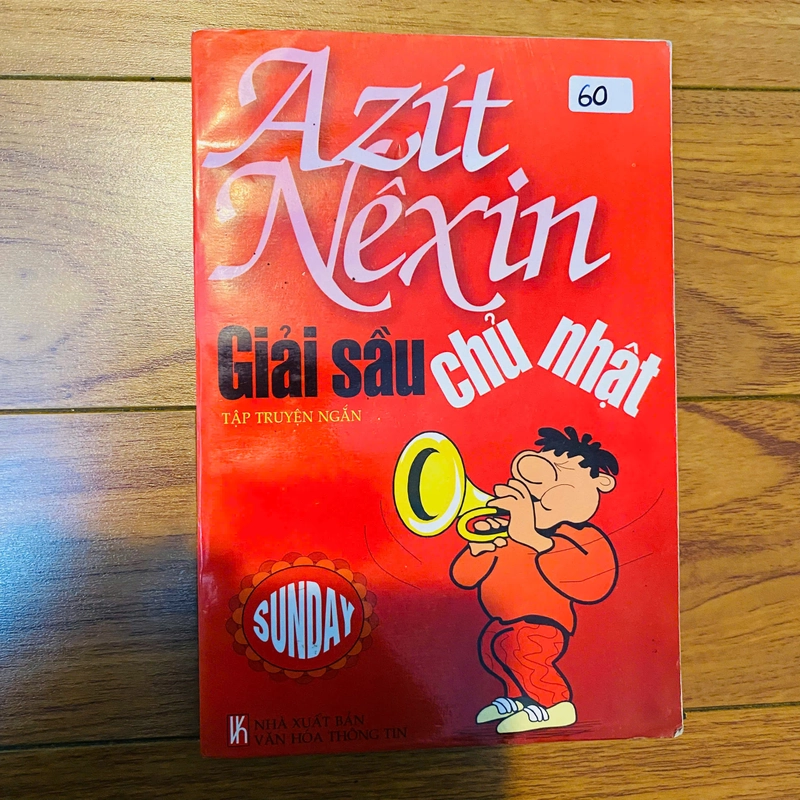 Azít
60
Nêxin
Giải sầu chủ nhật
TẬP TRUYỆN NGẮN
SUNDAY
NHÀ XUẤT BẢN
VĂN HÓA THÔNG TIN